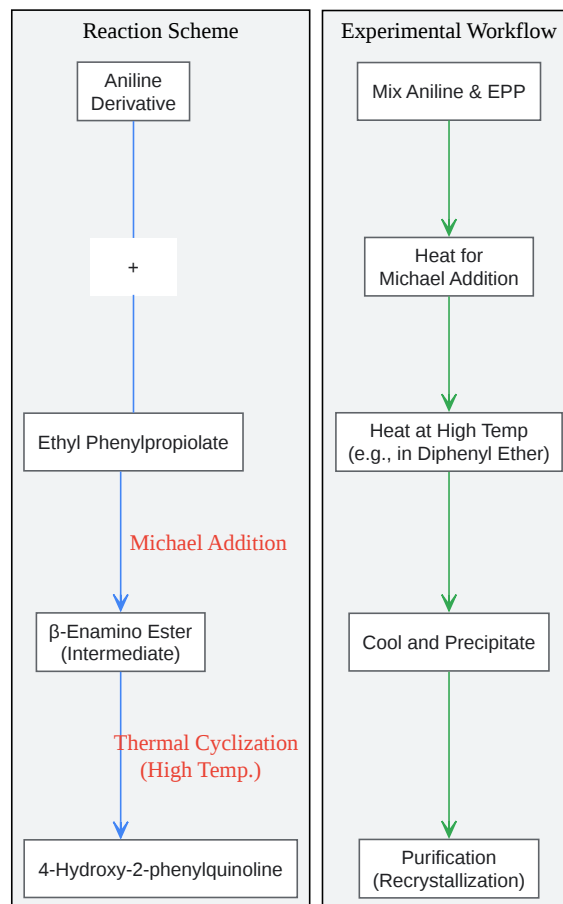 Reaction Scheme
Aniline
Derivative
+
Ethyl Phenylpropiolate
Michael Addition
β-Enamino Ester
(Intermediate)
Thermal Cyclization
(High Temp.)
4-Hydroxy-2-phenylquinoline
Experimental Workflow
Mix Aniline & EPP
Heat for
Michael Addition
Heat at High Temp
(e.g., in Diphenyl Ether)
Cool and Precipitate
Purification
(Recrystallization)